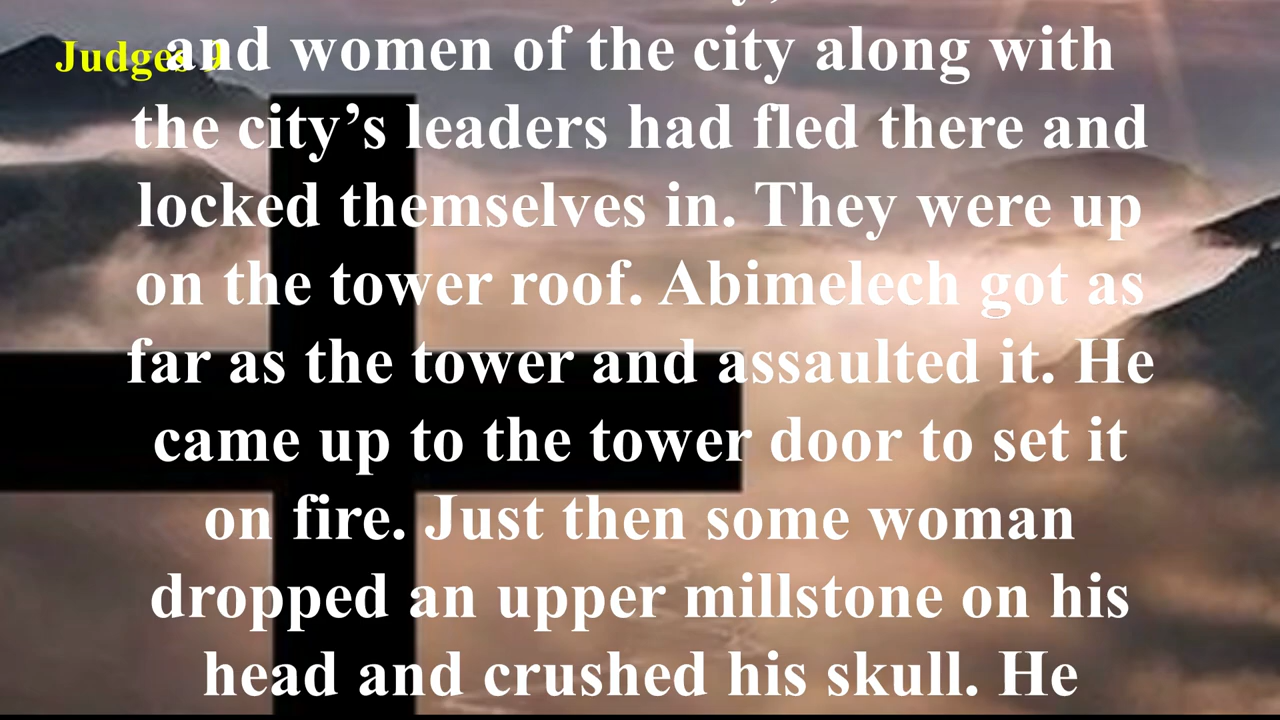 Judges 9
and women of the city along with
the city’s leaders had fled there and
locked themselves in. They were up
on the tower roof. Abimelech got as
far as the tower and assaulted it. He
came up to the tower door to set it
on fire. Just then some woman
dropped an upper millstone on his
head and crushed his skull. He